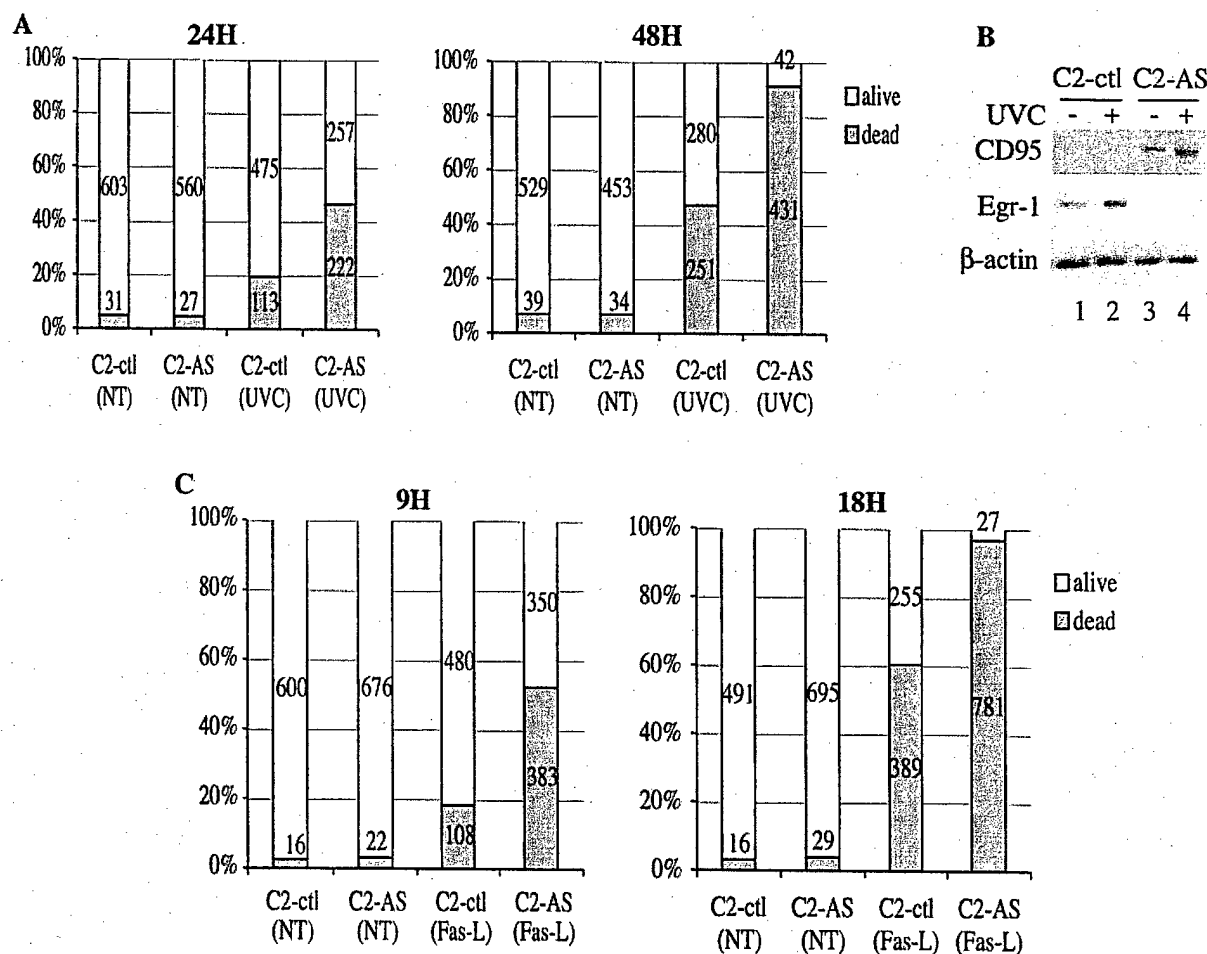 A
24H
100%
80%
60%
40%
20%
0%
603
560
475
257
31
27
113
222
C2-ctl (NT)
C2-AS (NT)
C2-ctl (UVC)
C2-AS (UVC)
48H
100%
80%
60%
40%
20%
0%
42
529
453
280
431
39
34
251
C2-ctl (NT)
C2-AS (NT)
C2-ctl (UVC)
C2-AS (UVC)
alive
dead
B
C2-ctl C2-AS
UVC - + - +
CD95
Egr-1
β-actin
1 2 3 4
C
9H
100%
80%
60%
40%
20%
0%
600
676
480
350
16
22
108
383
C2-ctl (NT)
C2-AS (NT)
C2-ctl (Fas-L)
C2-AS (Fas-L)
18H
100%
80%
60%
40%
20%
0%
27
491
695
255
781
16
29
389
C2-ctl (NT)
C2-AS (NT)
C2-ctl (Fas-L)
C2-AS (Fas-L)
alive
dead